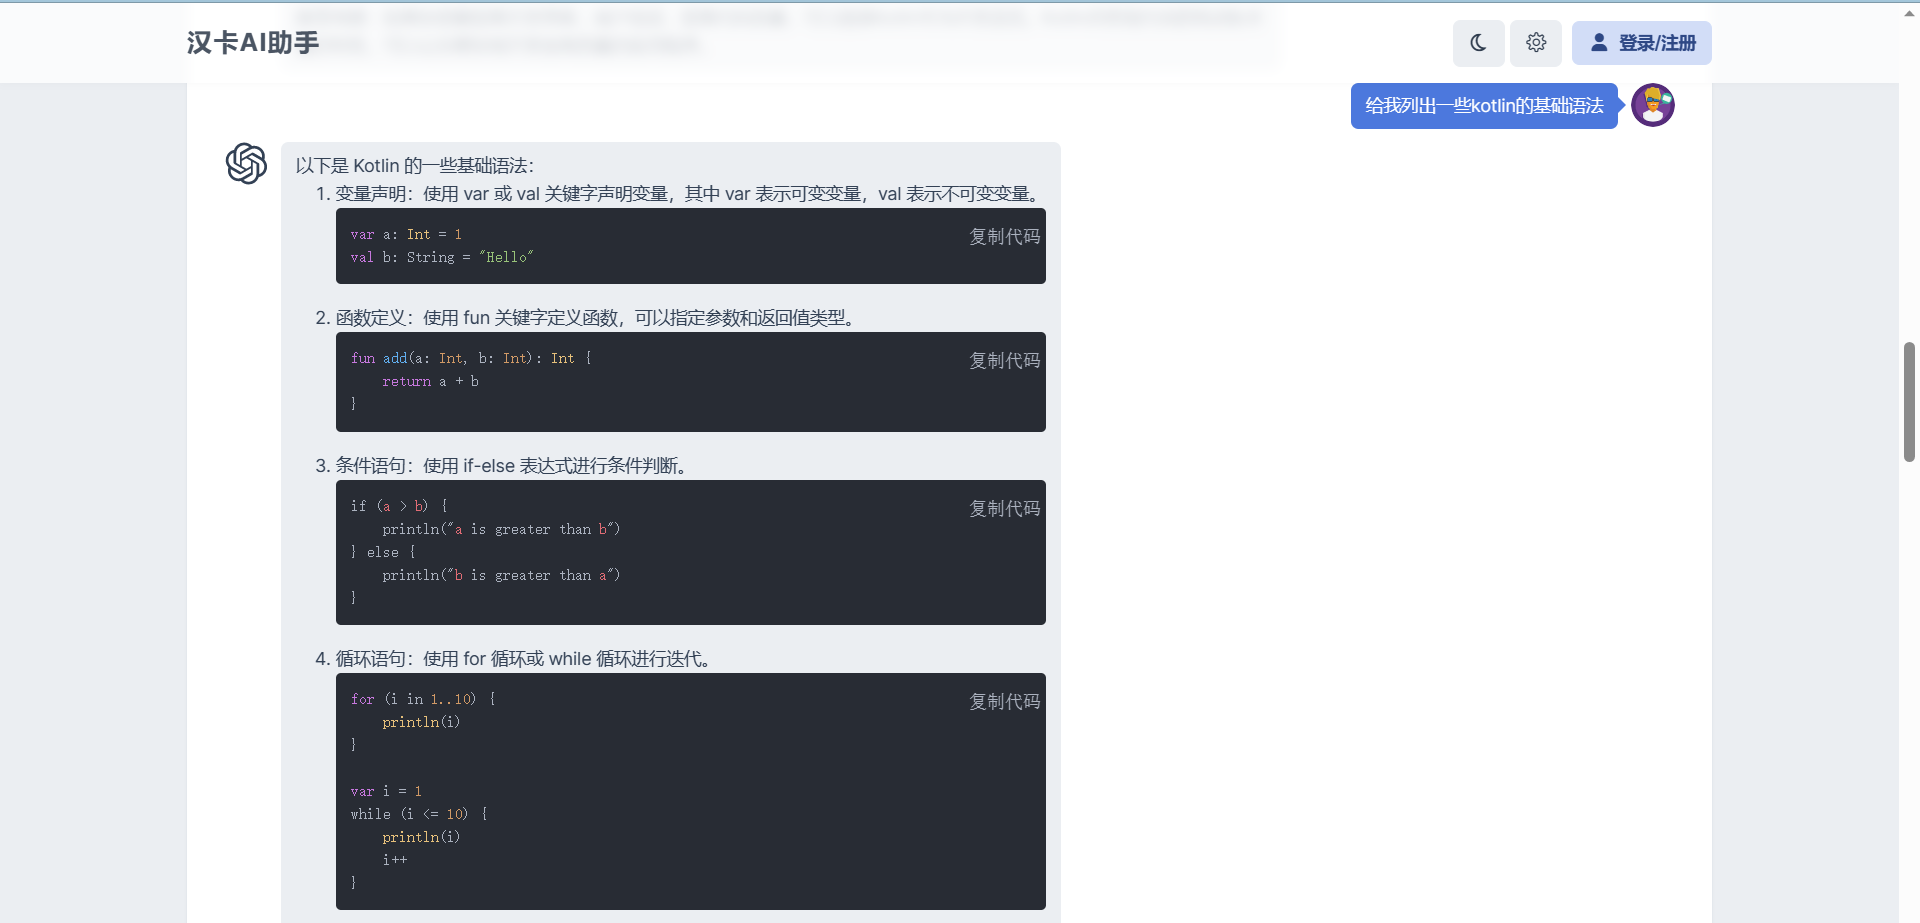 汉卡AI助手
登录/注册
给我列出一些kotlin的基础语法
以下是 Kotlin 的一些基础语法：
1. 变量声明：使用 var 或 val 关键字声明变量，其中 var 表示可变变量，val 表示不可变变量。
var a: Int = 1
val b: String = "Hello"
复制代码
2. 函数定义：使用 fun 关键字定义函数，可以指定参数和返回值类型。
fun add(a: Int, b: Int): Int {
    return a + b
}
复制代码
3. 条件语句：使用 if-else 表达式进行条件判断。
if (a > b) {
    println("a is greater than b")
} else {
    println("b is greater than a")
}
复制代码
4. 循环语句：使用 for 循环或 while 循环进行迭代。
for (i in 1..10) {
    println(i)
}
var i = 1
while (i <= 10) {
    println(i)
    i++
}
复制代码